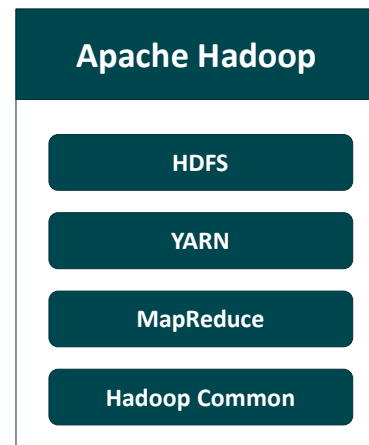 Apache Hadoop
HDFS
YARN
MapReduce
Hadoop Common